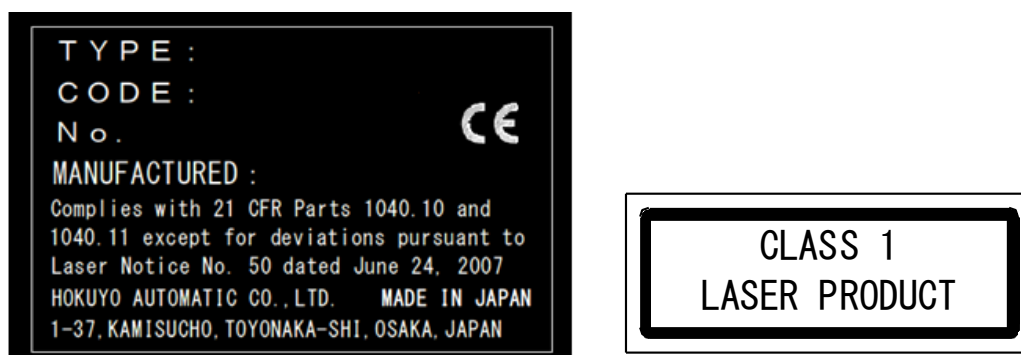 TYPE:
CODE:
No.
CE
MANUFACTURED :
Complies with 21 CFR Parts 1040.10 and
1040.11 except for deviations pursuant to
Laser Notice No. 50 dated June 24, 2007
HOKUYO AUTOMATIC CO.,LTD. MADE IN JAPAN
1-37,KAMISUCHO,TOYONAKA-SHI,OSAKA,JAPAN
CLASS 1
LASER PRODUCT